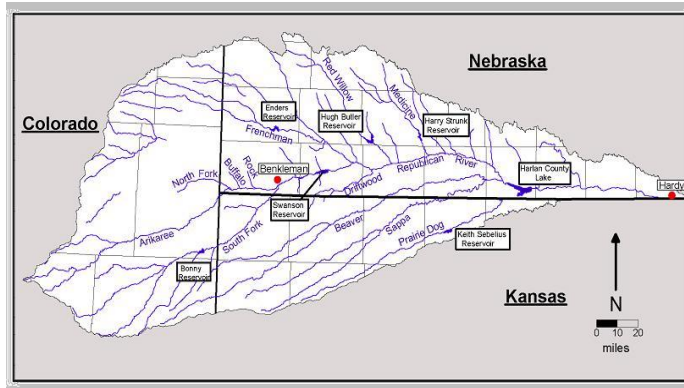 Nebraska
Colorado
Kansas
Red Willow
Medicine
Enders
Reservoir
Hugh Butler
Reservoir
Harry Strunk
Reservoir
Frenchman
Rock
Buffalo
Benkleman
North Fork
Republican
River
Driftwood
Harlan County
Lake
Hardy
Swanson
Reservoir
Arikaree
South Fork
Beaver
Sappa
Prairie Dog
Keith Sebelius
Reservoir
Bonny
Reservoir
N
0 10 20
miles